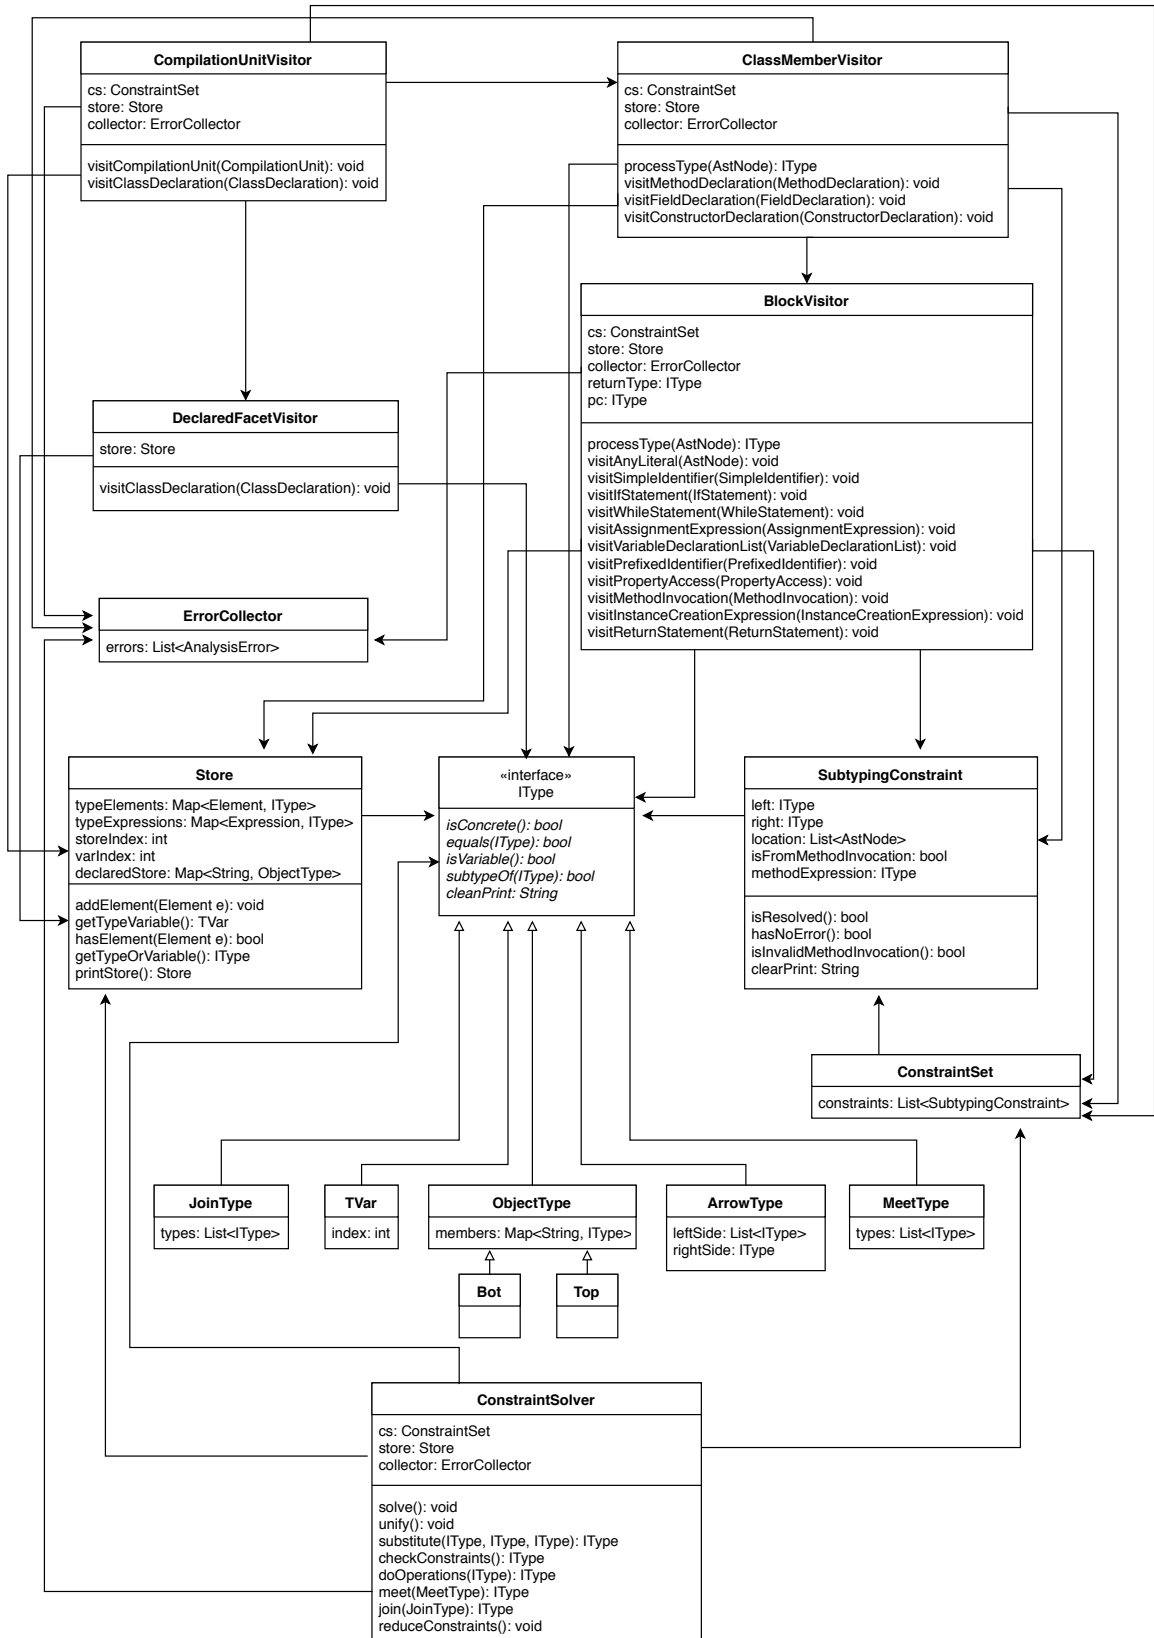 CompilationUnitVisitor
cs: ConstraintSet
store: Store
collector: ErrorCollector
visitCompilationUnit(CompilationUnit): void
visitClassDeclaration(ClassDeclaration): void
ClassMemberVisitor
cs: ConstraintSet
store: Store
collector: ErrorCollector
processType(AstNode): IType
visitMethodDeclaration(MethodDeclaration): void
visitFieldDeclaration(FieldDeclaration): void
visitConstructorDeclaration(ConstructorDeclaration): void
BlockVisitor
cs: ConstraintSet
store: Store
collector: ErrorCollector
returnType: IType
pc: IType
processType(AstNode): IType
visitAnyLiteral(AstNode): void
visitSimpleIdentifier(SimpleIdentifier): void
visitIfStatement(IfStatement): void
visitWhileStatement(WhileStatement): void
visitAssignmentExpression(AssignmentExpression): void
visitVariableDeclarationList(VariableDeclarationList): void
visitPrefixedIdentifier(PrefixedIdentifier): void
visitPropertyAccess(PropertyAccess): void
visitMethodInvocation(MethodInvocation): void
visitInstanceCreationExpression(InstanceCreationExpression): void
visitReturnStatement(ReturnStatement): void
DeclaredFacetVisitor
store: Store
visitClassDeclaration(ClassDeclaration): void
ErrorCollector
errors: List<AnalysisError>
Store
typeElements: Map<Element, IType>
typeExpressions: Map<Expression, IType>
storeIndex: int
varIndex: int
declaredStore: Map<String, ObjectType>
addElement(Element e): void
getTypeVariable(): TVar
hasElement(Element e): bool
getTypeOrVariable(): IType
printStore(): Store
«interface»
IType
isConcrete(): bool
equals(IType): bool
isVariable(): bool
subtypeOf(IType): bool
cleanPrint: String
SubtypingConstraint
left: IType
right: IType
location: List<AstNode>
isFromMethodInvocation: bool
methodExpression: IType
isResolved(): bool
hasNoError(): bool
isInvalidMethodInvocation(): bool
clearPrint: String
ConstraintSet
constraints: List<SubtypingConstraint>
JoinType
types: List<IType>
TVar
index: int
ObjectType
members: Map<String, IType>
ArrowType
leftSide: List<IType>
rightSide: IType
MeetType
types: List<IType>
Bot
Top
ConstraintSolver
cs: ConstraintSet
store: Store
collector: ErrorCollector
solve(): void
unify(): void
substitute(IType, IType, IType): IType
checkConstraints(): IType
doOperations(IType): IType
meet(MeetType): IType
join(JoinType): IType
reduceConstraints(): void